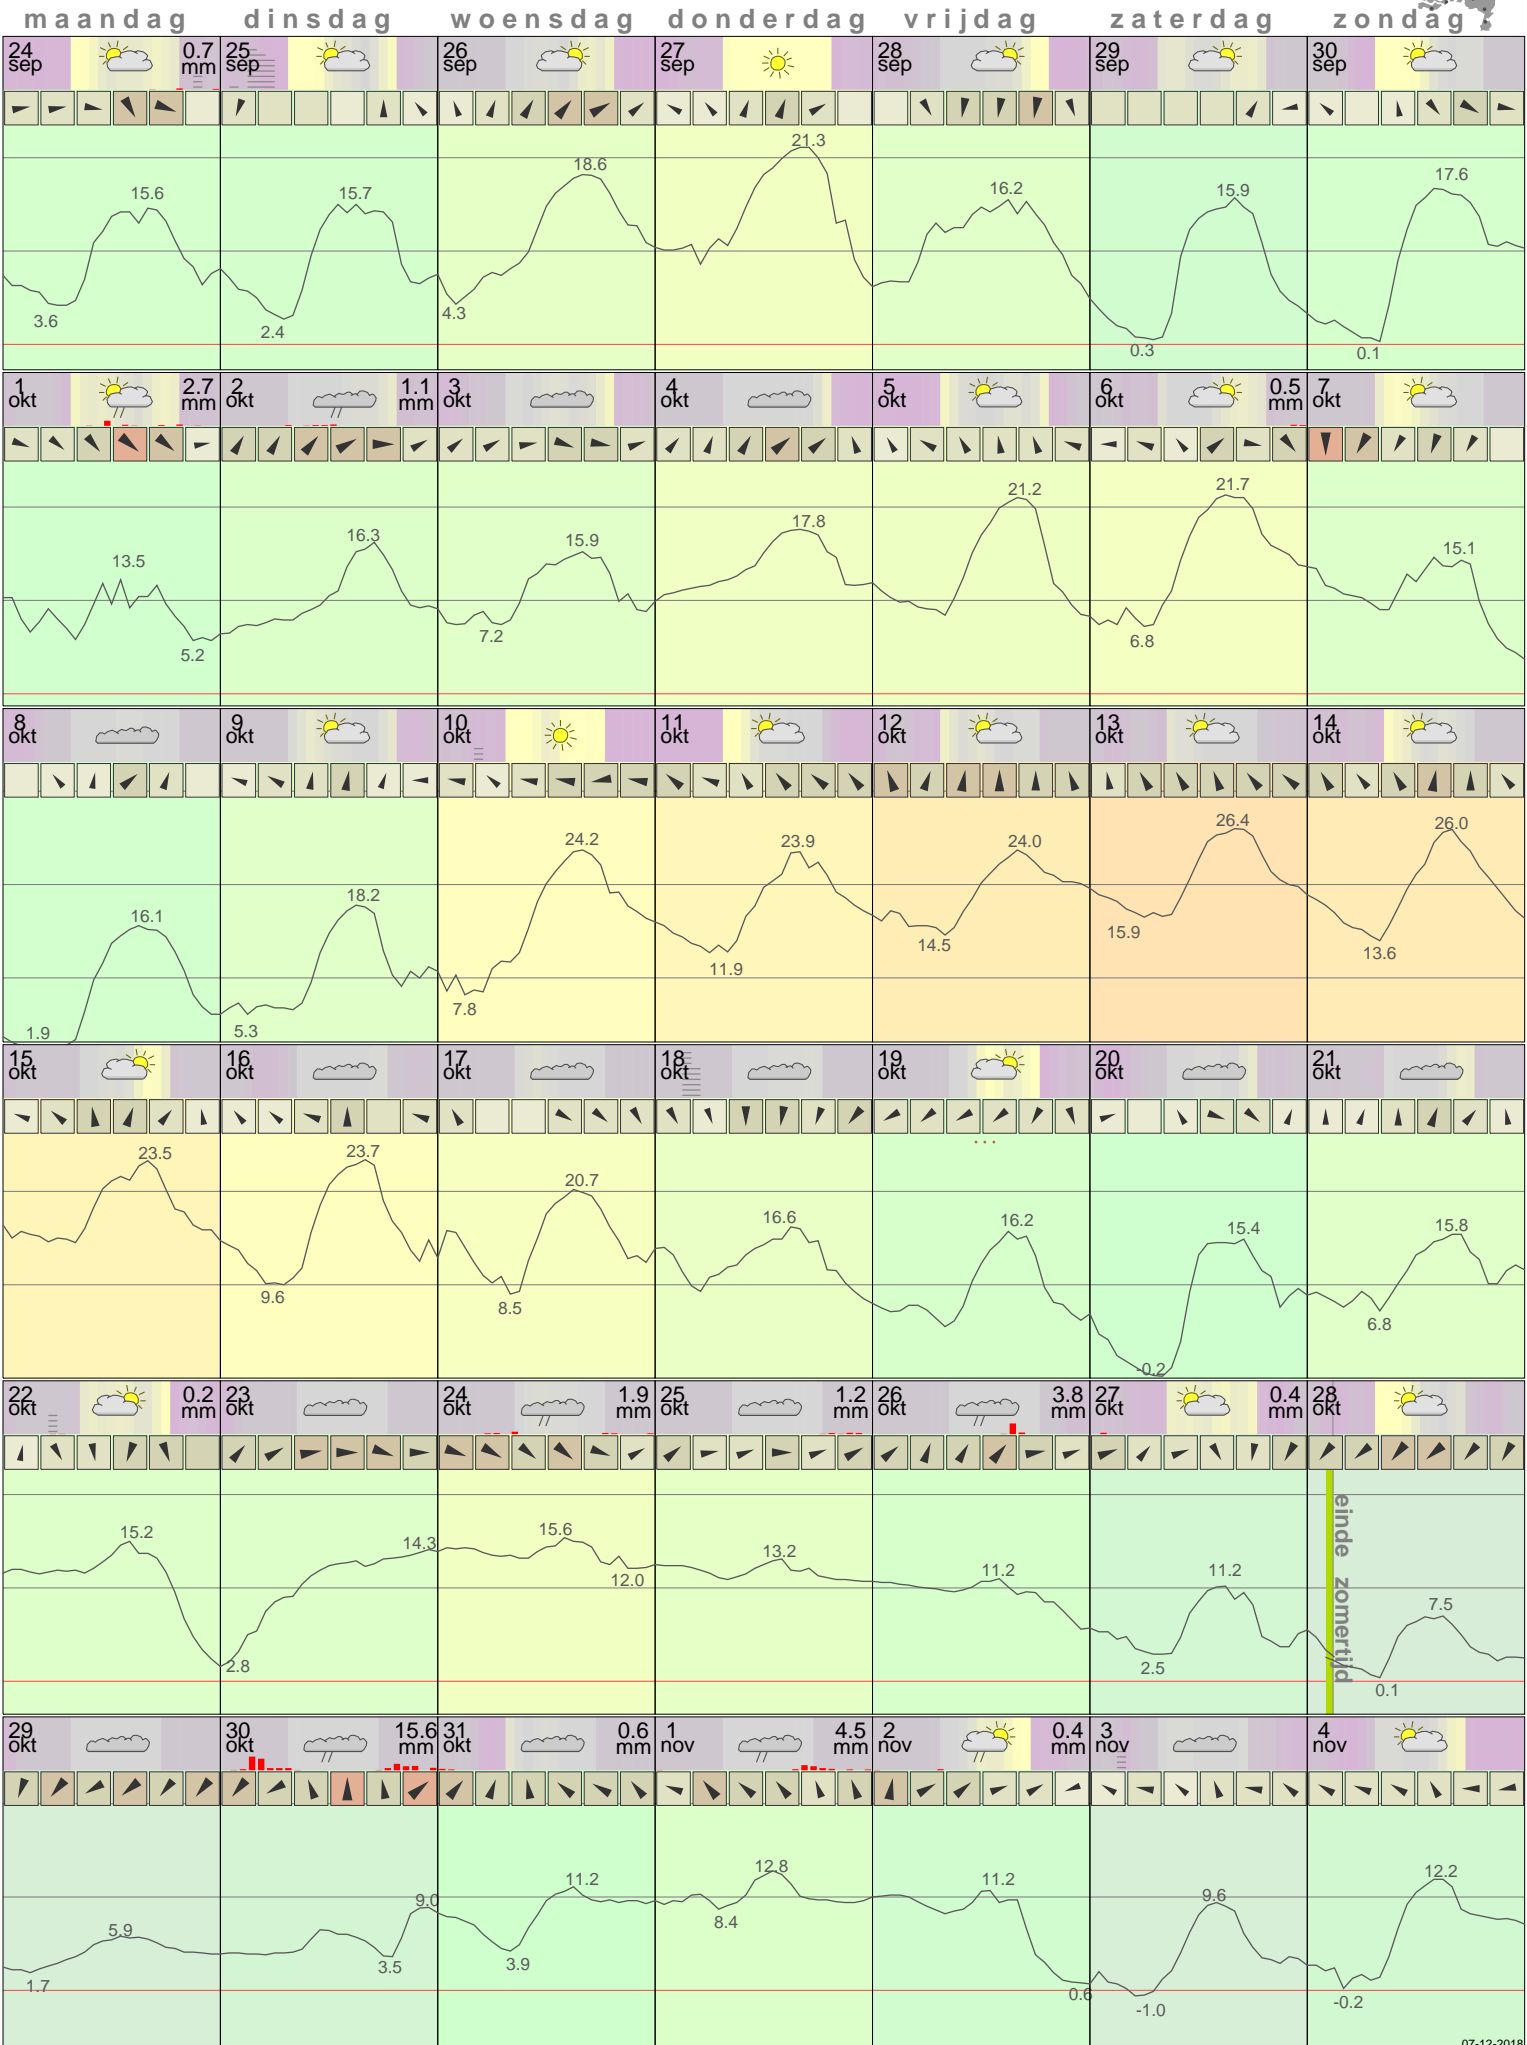 maandag dinsdag woensdag donderdag vrijdag zaterdag zondag
24 sep 0.7 mm 25 sep 26 sep 27 sep 28 sep 29 sep 30 sep
15.6 15.7 18.6 21.3 16.2 15.9 17.6
3.6 2.4 4.3 0.3 0.1
1 okt 2.7 mm 2 okt 1.1 mm 3 okt 4 okt 5 okt 6 okt 0.5 mm 7 okt
13.5 16.3 15.9 17.8 21.2 21.7 15.1
5.2 7.2 6.8
8 okt 9 okt 10 okt 11 okt 12 okt 13 okt 14 okt
16.1 18.2 24.2 23.9 24.0 26.4 26.0
1.9 5.3 7.8 11.9 14.5 15.9 13.6
15 okt 16 okt 17 okt 18 okt 19 okt 20 okt 21 okt
23.5 23.7 20.7 16.6 16.2 15.4 15.8
9.6 8.5 -0.2 6.8
22 okt 0.2 mm 23 okt 24 okt 1.9 mm 25 okt 1.2 mm 26 okt 3.8 mm 27 okt 0.4 mm 28 okt
15.2 14.3 15.6 13.2 11.2 11.2 7.5
2.8 12.0 2.5 0.1
einde zomertijd
29 okt 30 okt 15.6 mm 31 okt 0.6 mm 1 nov 4.5 mm 2 nov 0.4 mm 3 nov 4 nov
5.9 9.0 11.2 12.8 11.2 9.6 12.2
1.7 3.5 3.9 8.4 0.6 -1.0 -0.2
07-12-2018